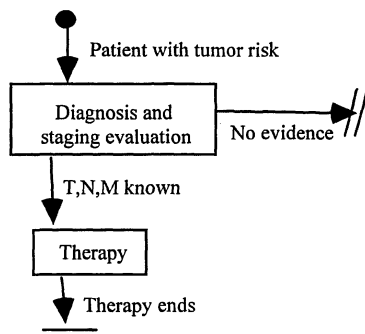 Patient with tumor risk
Diagnosis and
staging evaluation
No evidence
T,N,M known
Therapy
Therapy ends